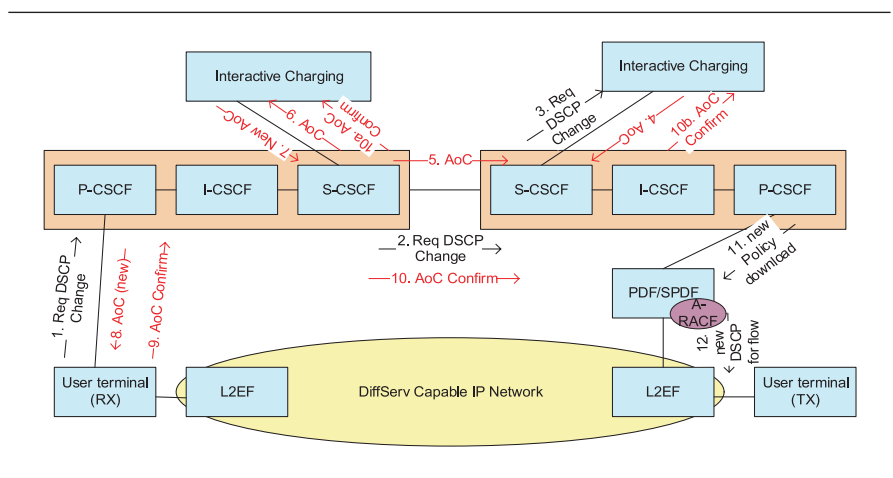 Interactive Charging
Interactive Charging
7. New AoC
6. AoC
10a. AoC
Confirm
3. Req
DSCP
Change
4. AoC
10b. AoC
Confirm
5. AoC
P-CSCF
I-CSCF
S-CSCF
S-CSCF
I-CSCF
P-CSCF
2. Req DSCP
Change
10. AoC Confirm
1. Req DSCP
Change
8. AoC (new)
9. AoC Confirm
11. new
Policy
download
PDF/SPDF
A-
RACF
12.
new
DSCP
for flow
User terminal
(RX)
L2EF
DiffServ Capable IP Network
L2EF
User terminal
(TX)